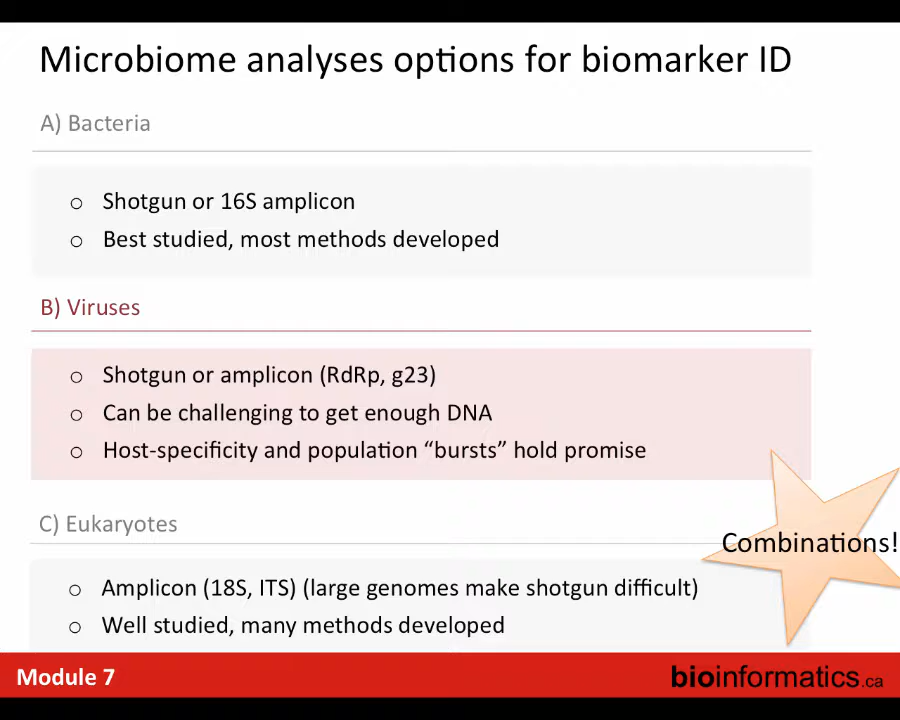 Microbiome analyses options for biomarker ID
A) Bacteria
○ Shotgun or 16S amplicon
○ Best studied, most methods developed
B) Viruses
○ Shotgun or amplicon (RdRp, g23)
○ Can be challenging to get enough DNA
○ Host-specificity and population “bursts” hold promise
C) Eukaryotes
Combinations!
○ Amplicon (18S, ITS) (large genomes make shotgun difficult)
○ Well studied, many methods developed
Module 7
bioinformatics.ca